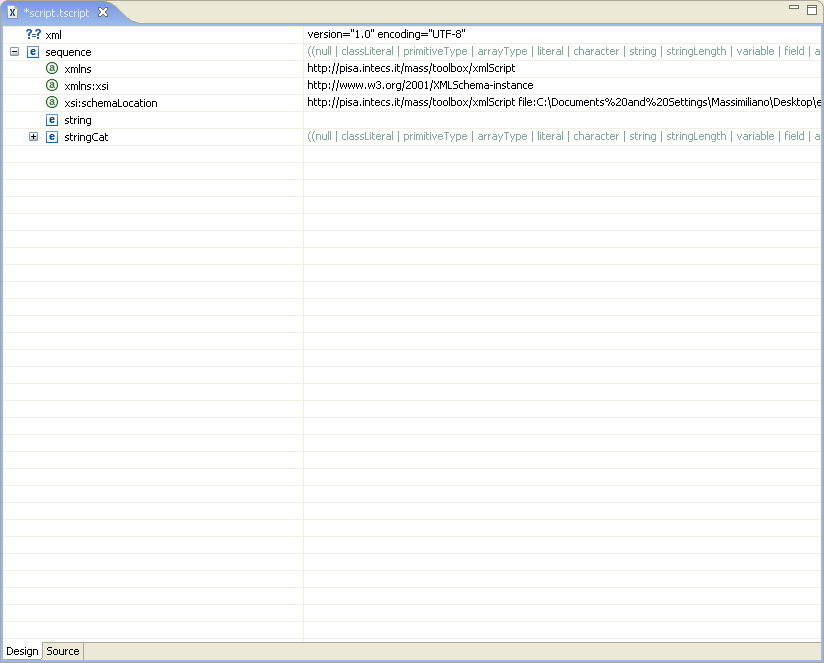 *script.tscript
?-? xml version="1.0" encoding="UTF-8"
e sequence ((null | classLiteral | primitiveType | arrayType | literal | character | string | stringLength | variable | field | a
a xmlns http://pisa.intecs.it/mass/toolbox/xmlScript
a xmlns:xsi http://www.w3.org/2001/XMLSchema-instance
a xsi:schemaLocation http://pisa.intecs.it/mass/toolbox/xmlScript file:C:\Documents%20and%20Settings\Massimiliano\Desktop\e
e string
e stringCat ((null | classLiteral | primitiveType | arrayType | literal | character | string | stringLength | variable | field | a
Design Source